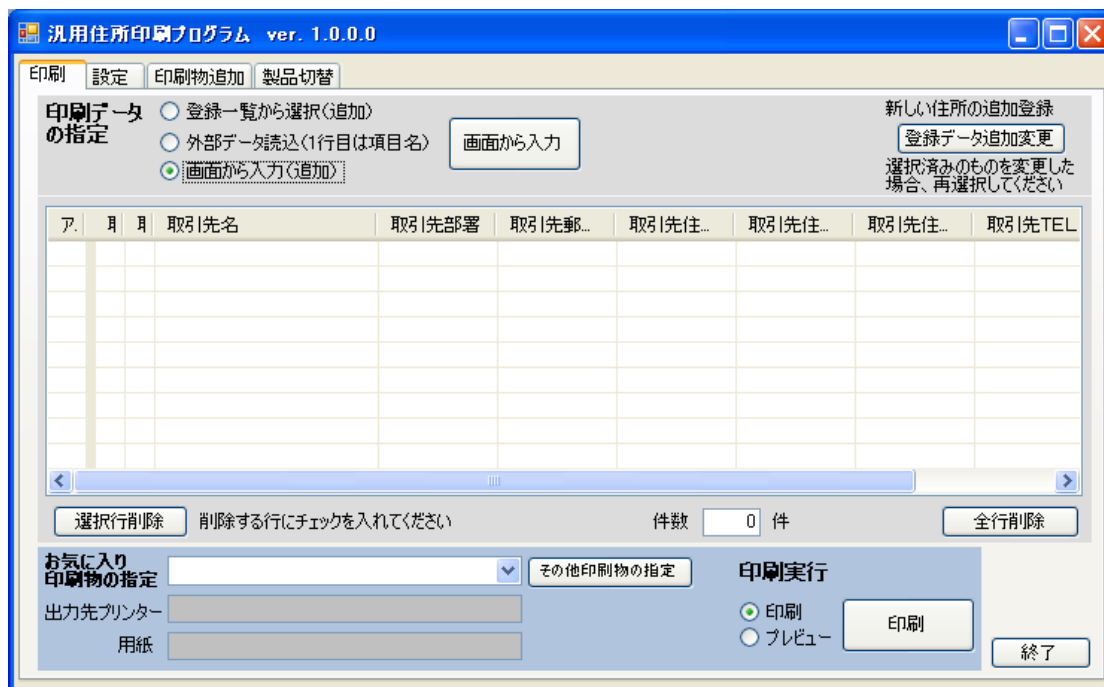 汎用住所印刷プログラム ver. 1.0.0.0
印刷 設定 印刷物追加 製品切替
印刷データ
の指定
登録一覧から選択(追加)
外部データ読込(1行目は項目名)
画面から入力(追加)
画面から入力
新しい住所の追加登録
登録データ追加変更
選択済みのものを変更した
場合、再選択してください
ア. 取引先名 取引先部署 取引先郵... 取引先住... 取引先住... 取引先住... 取引先TEL
選択行削除 削除する行にチェックを入れてください 件数 0 件 全行削除
お気に入り
印刷物の指定
その他印刷物の指定
出力先プリンター
用紙
印刷実行
印刷
プレビュー
印刷
終了